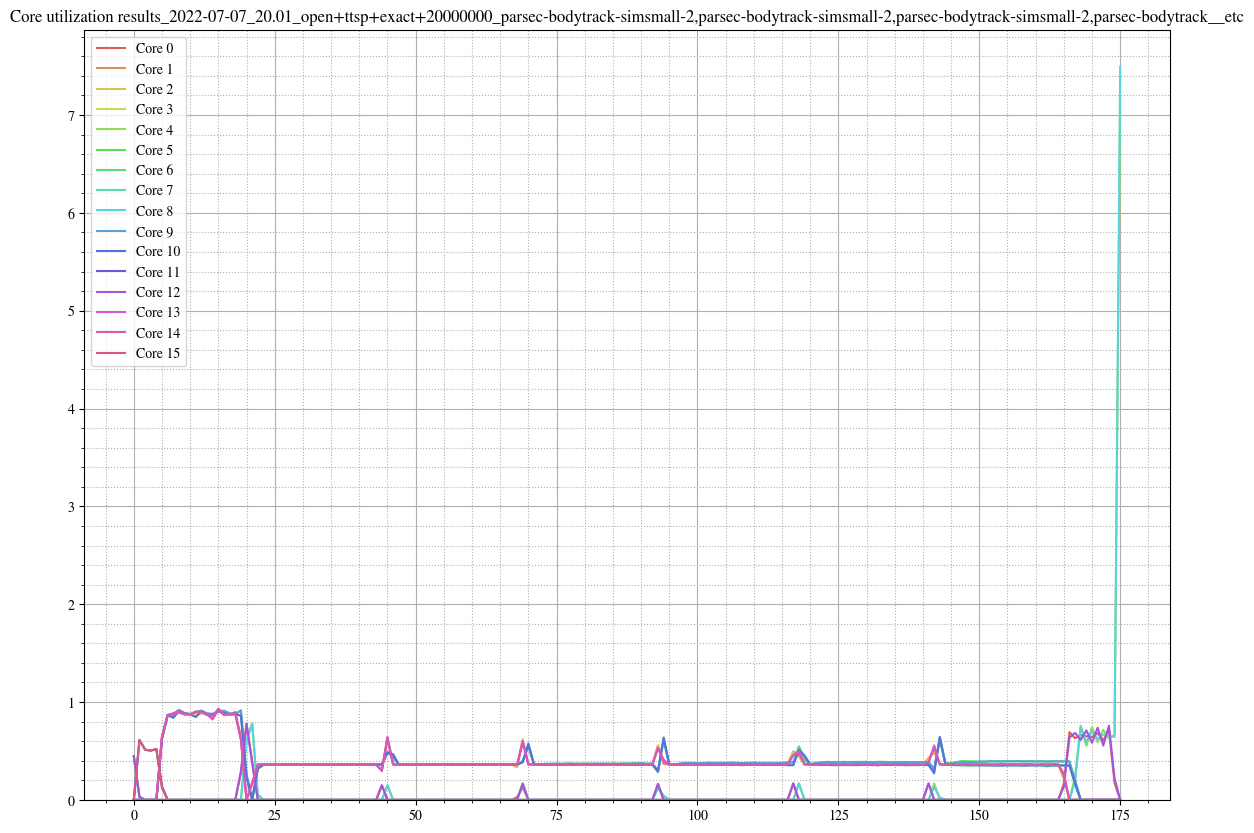 Core utilization results_2022-07-07_20.01_open+ttsp+exact+20000000_parsec-bodytrack-simsmall-2,parsec-bodytrack-simsmall-2,parsec-bodytrack-simsmall-2,parsec-bodytrack__etc
Core 0
Core 1
Core 2
Core 3
Core 4
Core 5
Core 6
Core 7
Core 8
Core 9
Core 10
Core 11
Core 12
Core 13
Core 14
Core 15
7
6
5
4
3
2
1
0
0 25 50 75 100 125 150 175